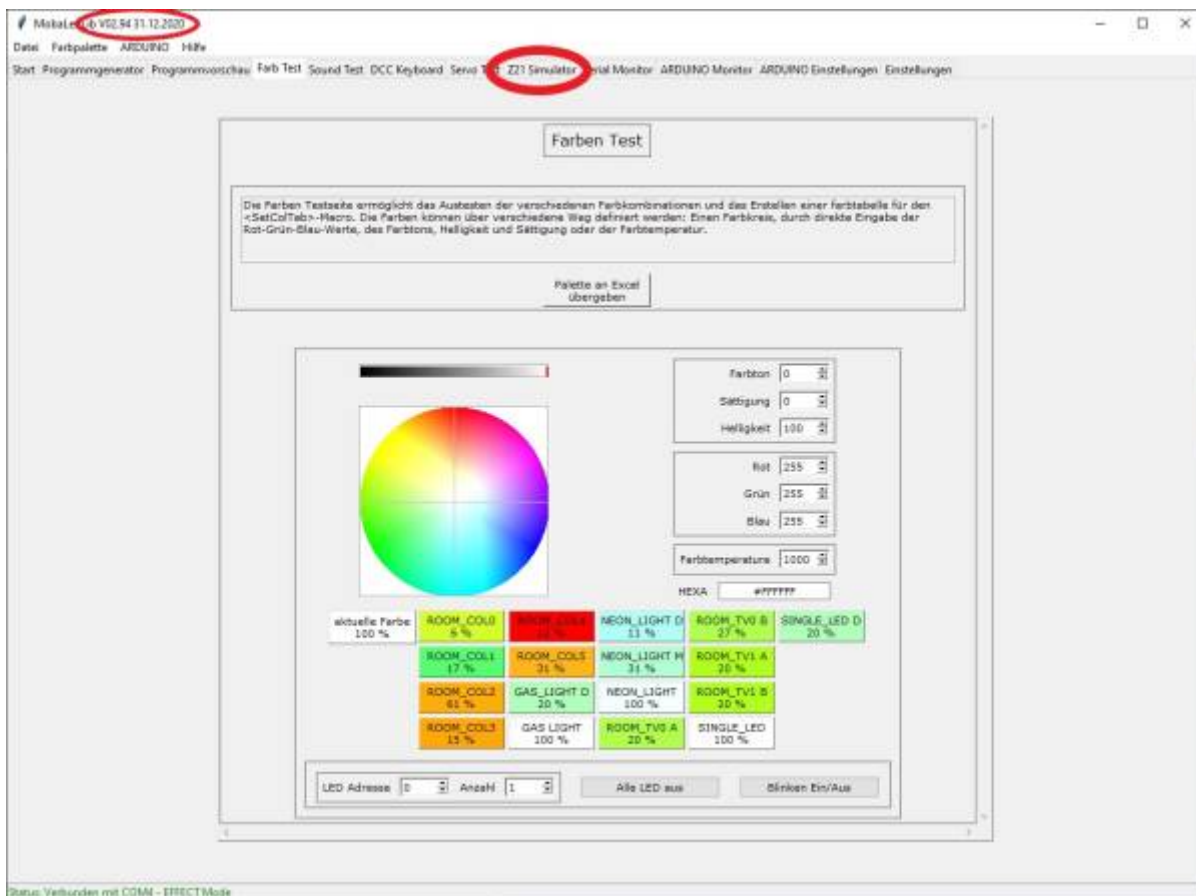 V02.94 31.12.2020
Datei Farbpalette ARDUINO Hilfe
Start Programmgenerator Programmvorschau Farb Test Sound Test DCC Keyboard Servo Z21 Simulator Monitor ARDUINO Monitor ARDUINO Einstellungen Einstellungen
Farben Test
Die Farben Testseite ermöglicht das Austesten der verschiedenen Farbkombinationen und das Erstellen einer farbtabelle für den
<SetColTab>-Macro. Die Farben können über verschiedene Weg definiert werden: Einen Farbkreis, durch direkte Eingabe der
Rot-Grün-Blau-Werte, des Farbtons, Helligkeit und Sättigung oder der Farbtemperatur.
Palette an Excel
übergeben
Farbton 0
Sättigung 0
Helligkeit 100
Rot 255
Grün 255
Blau 255
Farbtemperature 1000
HEXA #FFFFFF
aktuelle Farbe ROOM_COL0 ROOM_COL4 NEON_LIGHT D ROOM_TV0 B SINGLE_LED D
100 % 11 % 27 % 20 %
ROOM_COL1 ROOM_COL5 NEON_LIGHT M ROOM_TV1 A
17 % 31 % 31 % 20 %
ROOM_COL2 GAS_LIGHT D NEON_LIGHT ROOM_TV1 B
61 % 20 % 100 % 20 %
ROOM_COL3 GAS LIGHT ROOM_TV0 A SINGLE_LED
15 % 100 % 20 % 100 %
LED Adresse 0 Anzahl 1 Alle LED aus Blinken Ein/Aus
Status: Verbunden mit - EFFECT Mode